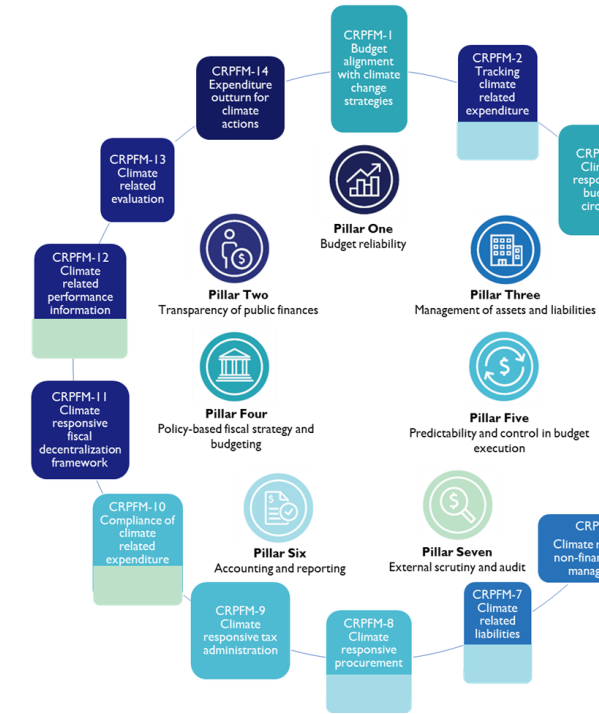 CRPFM-1
Budget
alignment
with climate
change
strategies
CRPFM-2
Tracking
climate
related
expenditure
CRPFM-14
Expenditure
outturn for
climate
actions
CRPFM-13
Climate
related
evaluation
Pillar One
Budget reliability
CRPFM-12
Climate
related
performance
information
Pillar Two
Transparency of public finances
Pillar Three
Management of assets and liabilities
CRPFM-11
Climate
responsive
fiscal
decentralization
framework
Pillar Four
Policy-based fiscal strategy and
budgeting
Pillar Five
Predictability and control in budget
execution
CRPFM-10
Compliance of
climate
related
expenditure
Pillar Six
Accounting and reporting
Pillar Seven
External scrutiny and audit
Climate
CRPFM-9
Climate
responsive tax
administration
CRPFM-8
Climate
responsive
procurement
CRPFM-7
Climate
related
liabilities